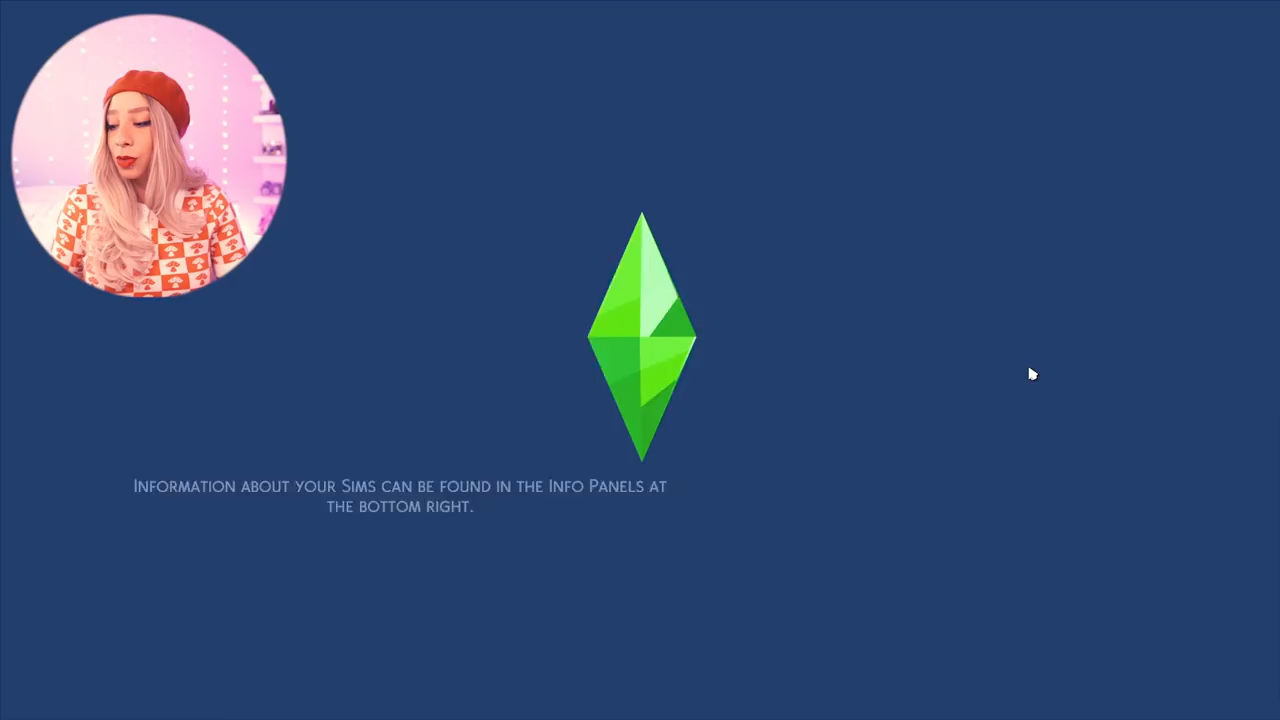 Information about your Sims can be found in the Info Panels at
the bottom right.